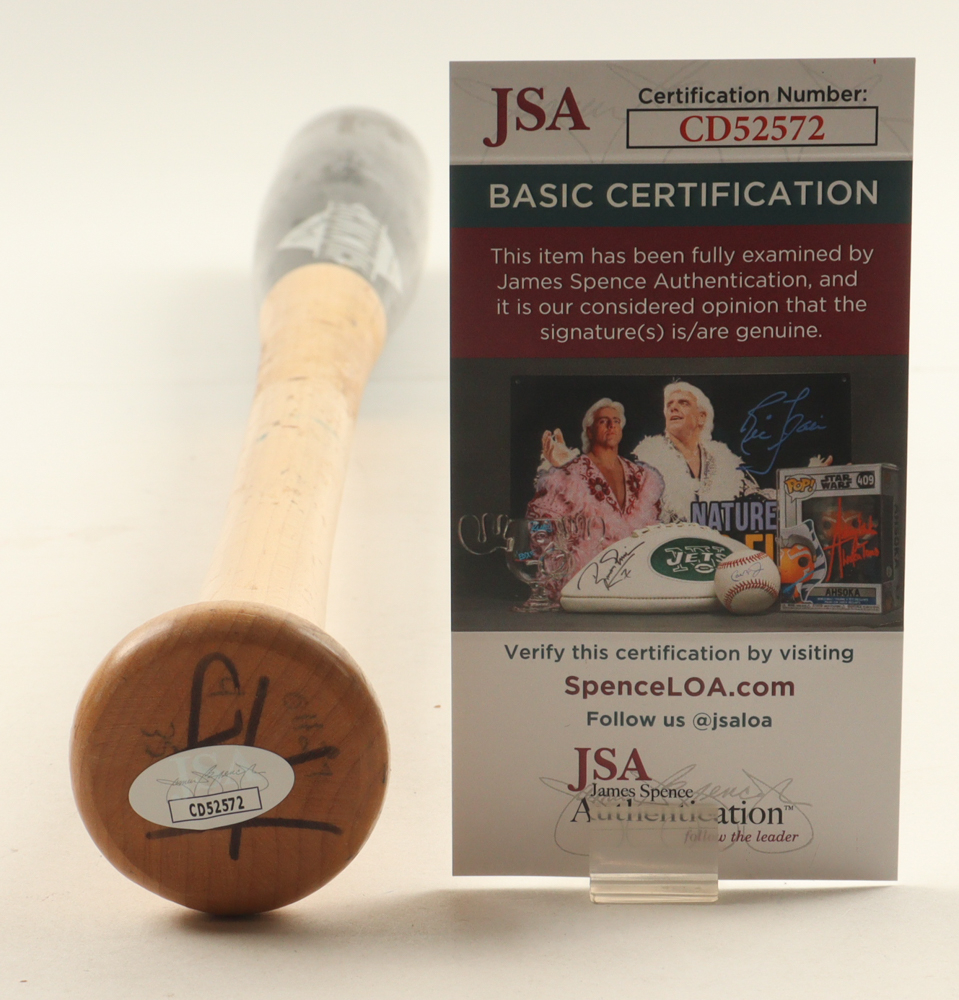 JSA
Certification Number:
CD52572
BASIC CERTIFICATION
This item has been fully examined by
James Spence Authentication, and
it is our considered opinion that the
signature(s) is/are genuine.
NATURE
POP!
STAR
WARS
409
JETS
AHSOKA
Verify this certification by visiting
SpenceLOA.com
Follow us @jsaloa
JSA
James Spence
Authentication™
follow the leader
CD52572